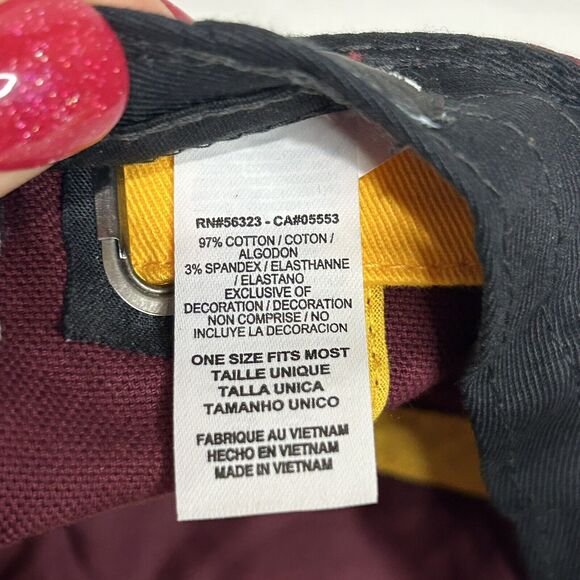 RN#56323 - CA#05553
97% COTTON / COTON /
ALGODON
3% SPANDEX / ELASTHANNE
/ ELASTANO
EXCLUSIVE OF
DECORATION / DECORATION
NON COMPRISE / NO
INCLUYE LA DECORACION
ONE SIZE FITS MOST
TAILLE UNIQUE
TALLA UNICA
TAMANHO UNICO
FABRIQUE AU VIETNAM
HECHO EN VIETNAM
MADE IN VIETNAM